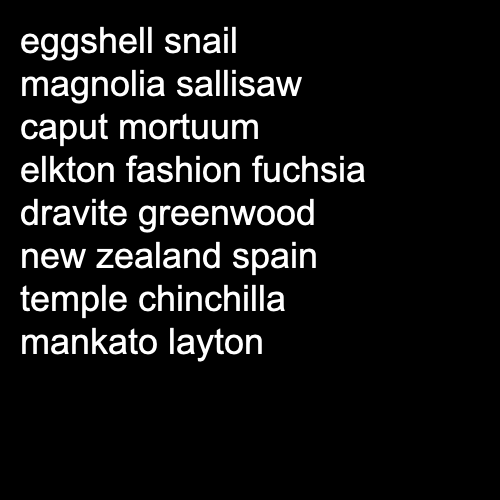 eggshell snail
magnolia sallisaw
caput mortuum
elkton fashion fuchsia
dravite greenwood
new zealand spain
temple chinchilla
mankato layton